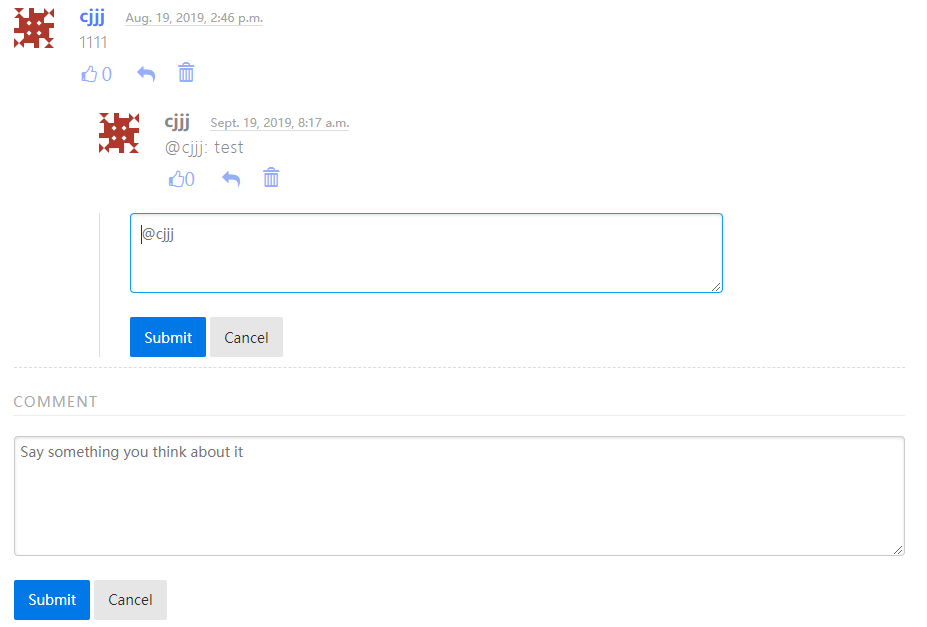 cjjj Aug. 19, 2019, 2:46 p.m.
1111
0
cjjj Sept. 19, 2019, 8:17 a.m.
@cjjj: test
0
@cjjj
Submit Cancel
COMMENT
Say something you think about it
Submit Cancel